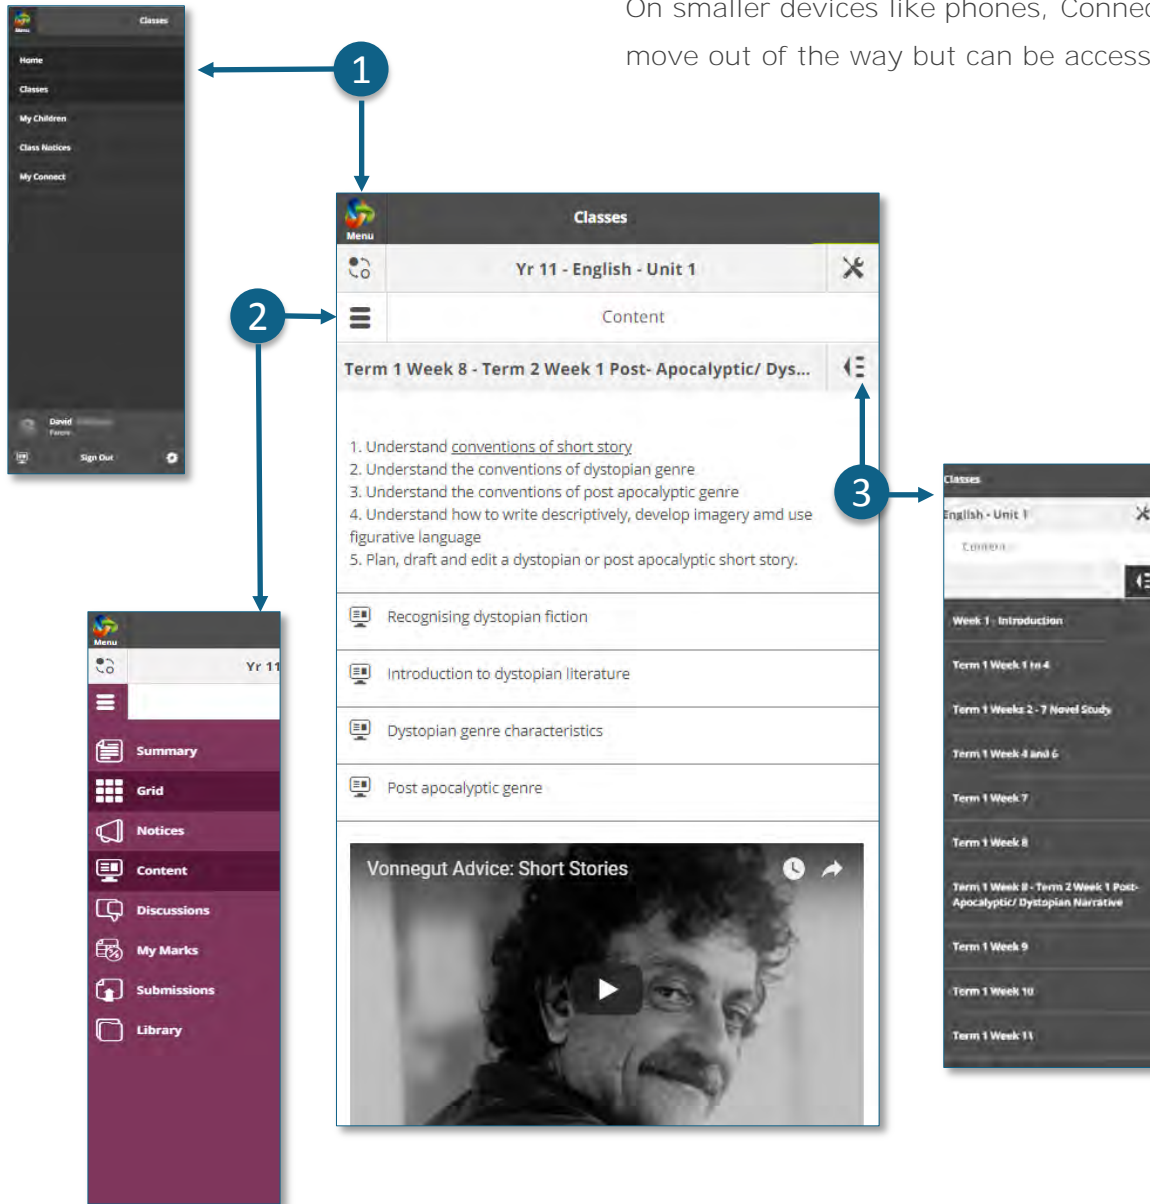 On smaller devices like phones, Connec
move out of the way but can be access
Menu
Classes
Home
Classes
My Children
Class Notices
My Connect
David
Parent
Sign Out
1
Menu
Classes
Yr 11 - English - Unit 1
Content
Term 1 Week 8 - Term 2 Week 1 Post- Apocalyptic/ Dys...
1. Understand conventions of short story
2. Understand the conventions of dystopian genre
3. Understand the conventions of post apocalyptic genre
4. Understand how to write descriptively, develop imagery amd use
figurative language
5. Plan, draft and edit a dystopian or post apocalyptic short story.
Recognising dystopian fiction
Introduction to dystopian literature
Dystopian genre characteristics
Post apocalyptic genre
Vonnegut Advice: Short Stories
2
Menu
Yr 11
Summary
Grid
Notices
Content
Discussions
My Marks
Submissions
Library
3
Classes
English - Unit 1
Content
Week 1 - Introduction
Term 1 Week 1 to 4
Term 1 Weeks 2 - 7 Novel Study
Term 1 Week 4 and 6
Term 1 Week 7
Term 1 Week 8
Term 1 Week 8 - Term 2 Week 1 Post-
Apocalyptic/ Dystopian Narrative
Term 1 Week 9
Term 1 Week 10
Term 1 Week 11